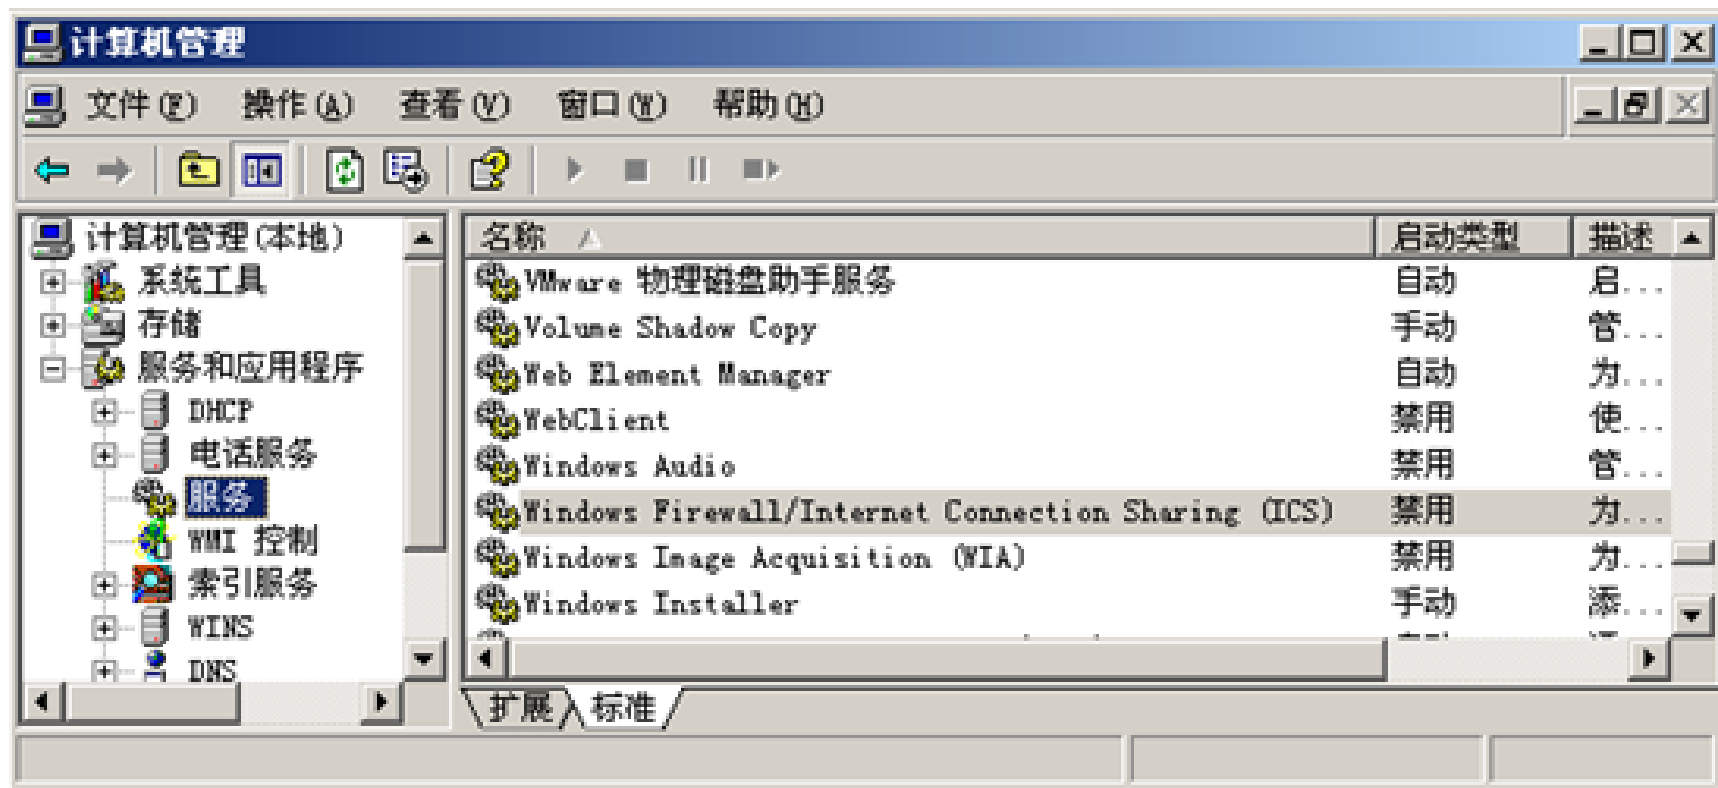 计算机管理
文件(F) 操作(A) 查看(V) 窗口(W) 帮助(H)
计算机管理(本地)
系统工具
存储
服务和应用程序
DHCP
电话服务
服务
WMI 控制
索引服务
WINS
DNS
名称 启动类型 描述
VMware 物理磁盘助手服务 自动 启...
Volume Shadow Copy 手动 管...
Web Element Manager 自动 为...
WebClient 禁用 使...
Windows Audio 禁用 管...
Windows Firewall/Internet Connection Sharing (ICS) 禁用 为...
Windows Image Acquisition (WIA) 禁用 为...
Windows Installer 手动 添...
扩展 标准